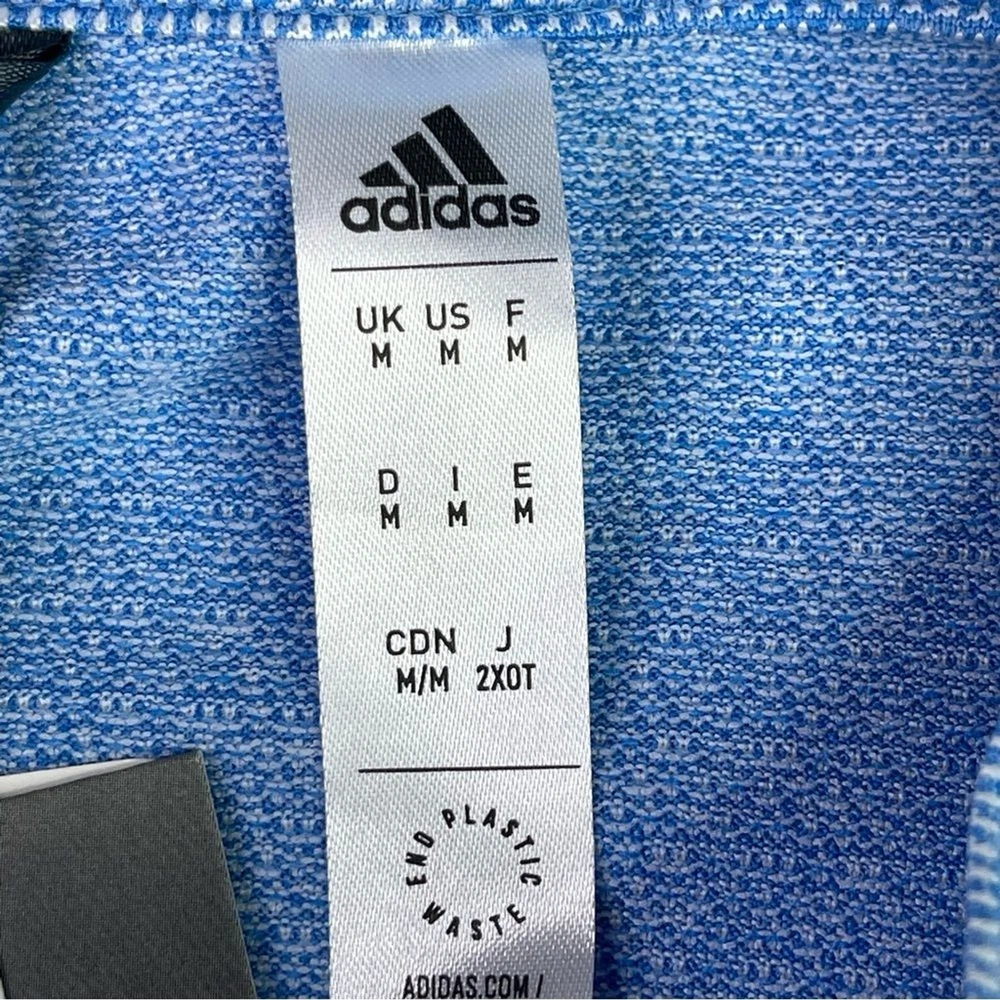 adidas
UK US F
M M M
D I E
M M M
CDN J
M/M 2XOT
END PLASTIC WASTE
ADIDAS.COM /